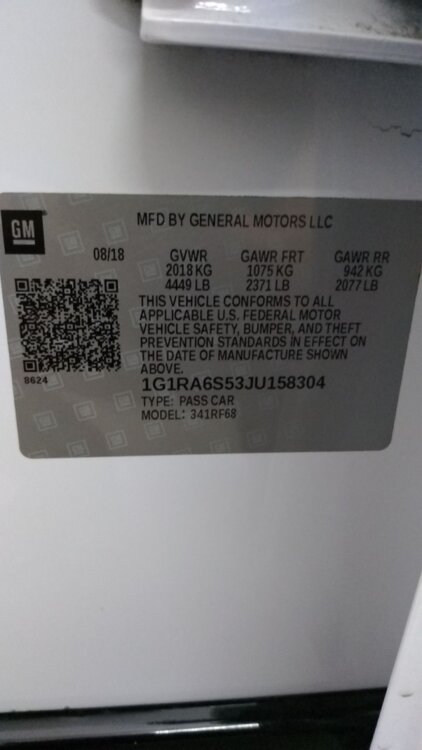 GM
MFD BY GENERAL MOTORS LLC
08/18 GVWR GAWR FRT GAWR RR
2018 KG 1075 KG 942 KG
4449 LB 2371 LB 2077 LB
THIS VEHICLE CONFORMS TO ALL
APPLICABLE U.S. FEDERAL MOTOR
VEHICLE SAFETY, BUMPER, AND THEFT
PREVENTION STANDARDS IN EFFECT ON
THE DATE OF MANUFACTURE SHOWN
ABOVE.
8624
1G1RA6S53JU158304
TYPE: PASS CAR
MODEL: 341RF68